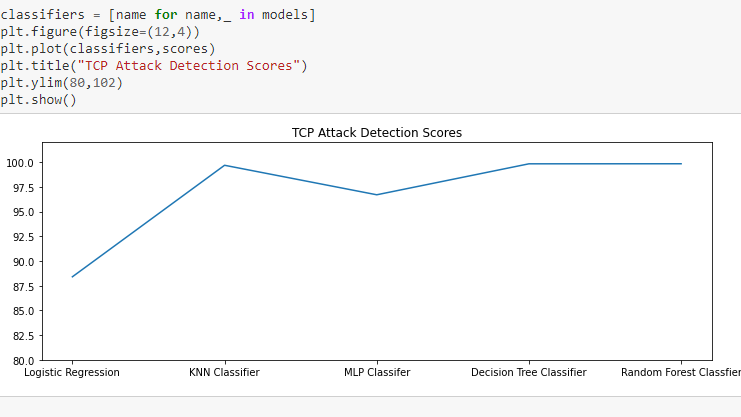 classifiers = [name for name,_ in models]
plt.figure(figsize=(12,4))
plt.plot(classifiers,scores)
plt.title("TCP Attack Detection Scores")
plt.ylim(80,102)
plt.show()
TCP Attack Detection Scores
100.0
97.5
95.0
92.5
90.0
87.5
85.0
82.5
80.0
Logistic Regression KNN Classifier MLP Classifer Decision Tree Classifier Random Forest Classfier